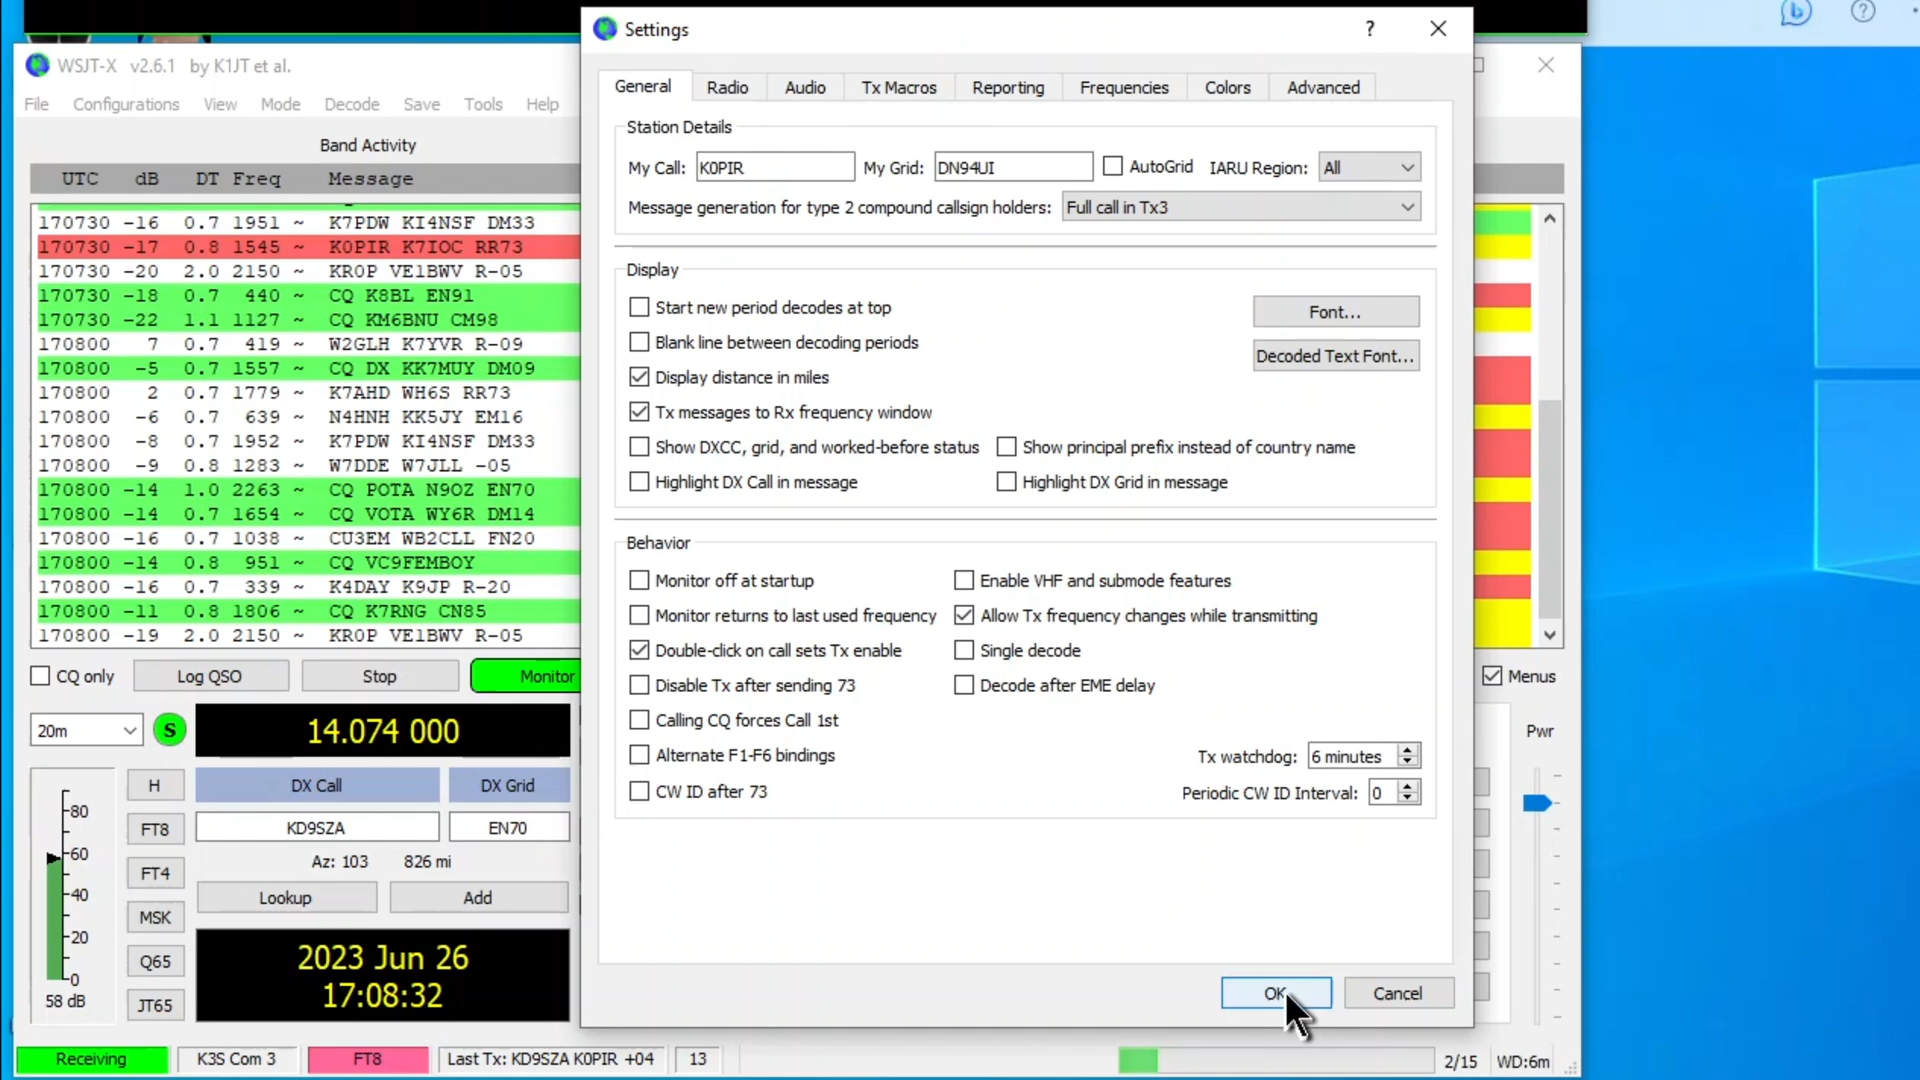 Settings
?
WSJT-X v2.6.1 by K1JT et al.
File Configurations View Mode Decode Save Tools Help
General Radio Audio Tx Macros Reporting Frequencies Colors Advanced
Station Details
My Call: K0PIR My Grid: DN94UI AutoGrid IARU Region: All
Message generation for type 2 compound callsign holders: Full call in Tx3
Display
Start new period decodes at top
Font...
Blank line between decoding periods
Decoded Text Font...
Display distance in miles
Tx messages to Rx frequency window
Show DXCC, grid, and worked-before status Show principal prefix instead of country name
Highlight DX Call in message Highlight DX Grid in message
Behavior
Monitor off at startup Enable VHF and submode features
Monitor returns to last used frequency Allow Tx frequency changes while transmitting
Double-click on call sets Tx enable Single decode
Disable Tx after sending 73 Decode after EME delay
Calling CQ forces Call 1st
Alternate F1-F6 bindings Tx watchdog: 6 minutes
CW ID after 73 Periodic CW ID Interval: 0
OK Cancel
Band Activity
UTC dB DT Freq Message
170730 -16 0.7 1951 ~ K7PDW KI4NSF DM33
170730 -17 0.8 1545 ~ K0PIR K7IOC RR73
170730 -20 2.0 2150 ~ KR0P VE1BWV R-05
170730 -18 0.7 440 ~ CQ K8BL EN91
170730 -22 1.1 1127 ~ CQ KM6BNU CM98
170800 7 0.7 419 ~ W2GLH K7YVR R-09
170800 -5 0.7 1557 ~ CQ DX KK7MUY DM09
170800 2 0.7 1779 ~ K7AHD WH6S RR73
170800 -6 0.7 639 ~ N4HNH KK5JY EM16
170800 -8 0.7 1952 ~ K7PDW KI4NSF DM33
170800 -9 0.8 1283 ~ W7DDE W7JLL -05
170800 -14 1.0 2263 ~ CQ POTA N9OZ EN70
170800 -14 0.7 1654 ~ CQ VOTA WY6R DM14
170800 -16 0.7 1038 ~ CU3EM WB2CLL FN20
170800 -14 0.8 951 ~ CQ VC9FEMBOY
170800 -16 0.7 339 ~ K4DAY K9JP R-20
170800 -11 0.8 1806 ~ CQ K7RNG CN85
170800 -19 2.0 2150 ~ KR0P VE1BWV R-05
CQ only Log QSO Stop Monitor Menus
20m S 14.074 000 Pwr
H DX Call DX Grid
FT8 KD9SZA EN70
Az: 103 826 mi
FT4
Lookup Add
MSK
Q65 2023 Jun 26
JT65 17:08:32
80
60
40
20
0
58 dB
Receiving K3S Com 3 FT8 Last Tx: KD9SZA K0PIR +04 13 2/15 WD:6m